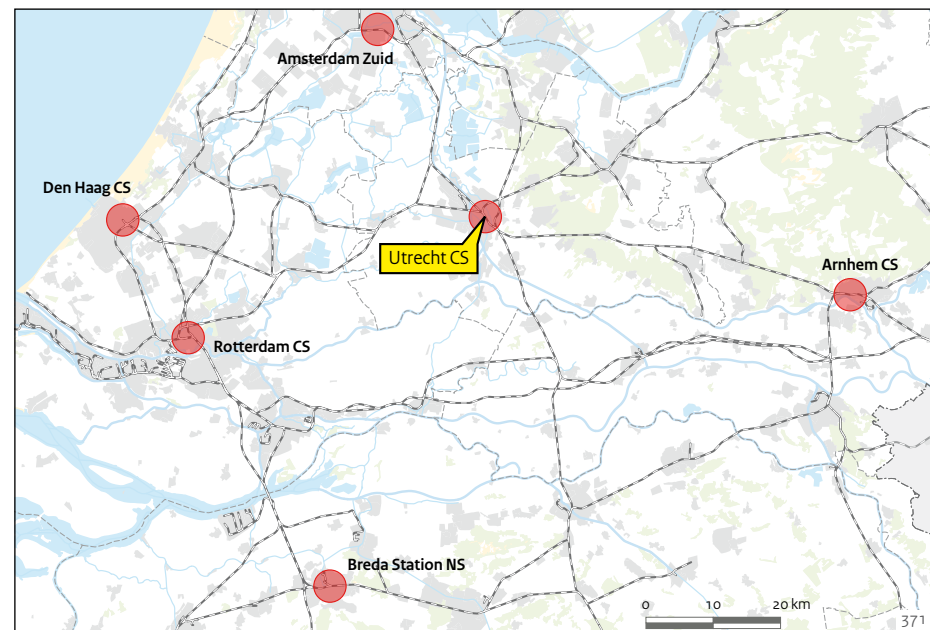 Amsterdam Zuid
Den Haag CS
Utrecht CS
Arnhem CS
Rotterdam CS
Breda Station NS
0 10 20 km
371